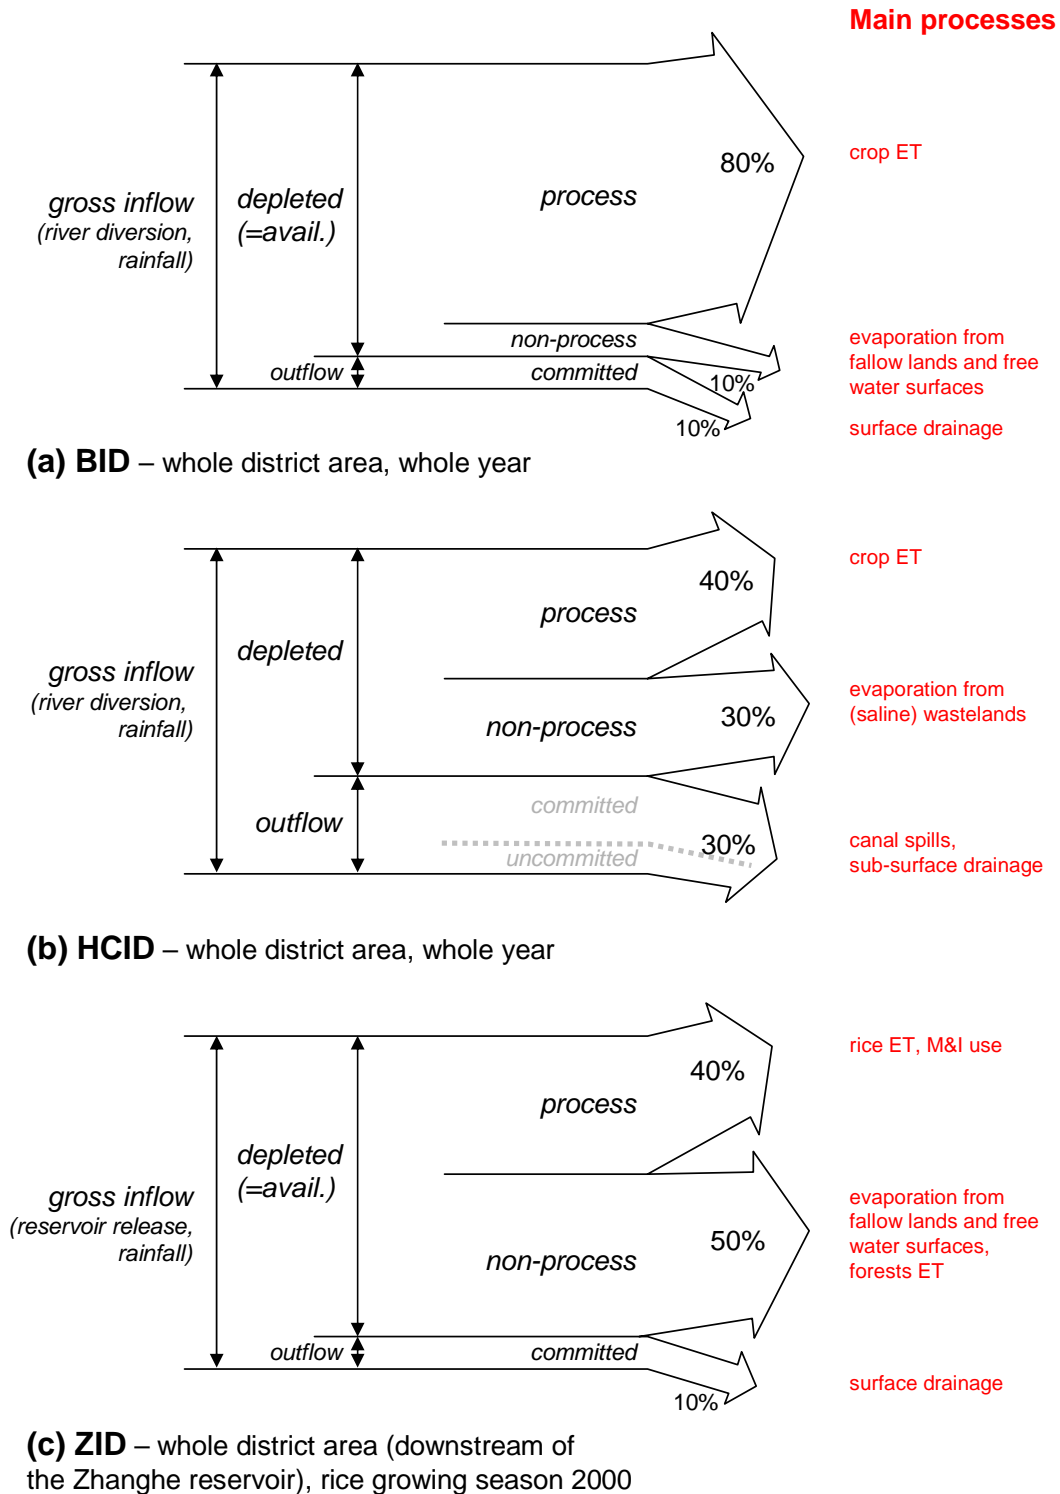 Main processes
gross inflow
(river diversion,
rainfall)
depleted
(=avail.)
process
80%
crop ET
non-process
10%
evaporation from
fallow lands and free
water surfaces
outflow
committed
10%
surface drainage
(a) BID – whole district area, whole year
gross inflow
(river diversion,
rainfall)
depleted
process
40%
crop ET
non-process
30%
evaporation from
(saline) wastelands
outflow
committed
uncommitted
30%
canal spills,
sub-surface drainage
(b) HCID – whole district area, whole year
gross inflow
(reservoir release,
rainfall)
depleted
(=avail.)
process
40%
rice ET, M&I use
non-process
50%
evaporation from
fallow lands and free
water surfaces,
forests ET
outflow
committed
10%
surface drainage
(c) ZID – whole district area (downstream of
the Zhanghe reservoir), rice growing season 2000